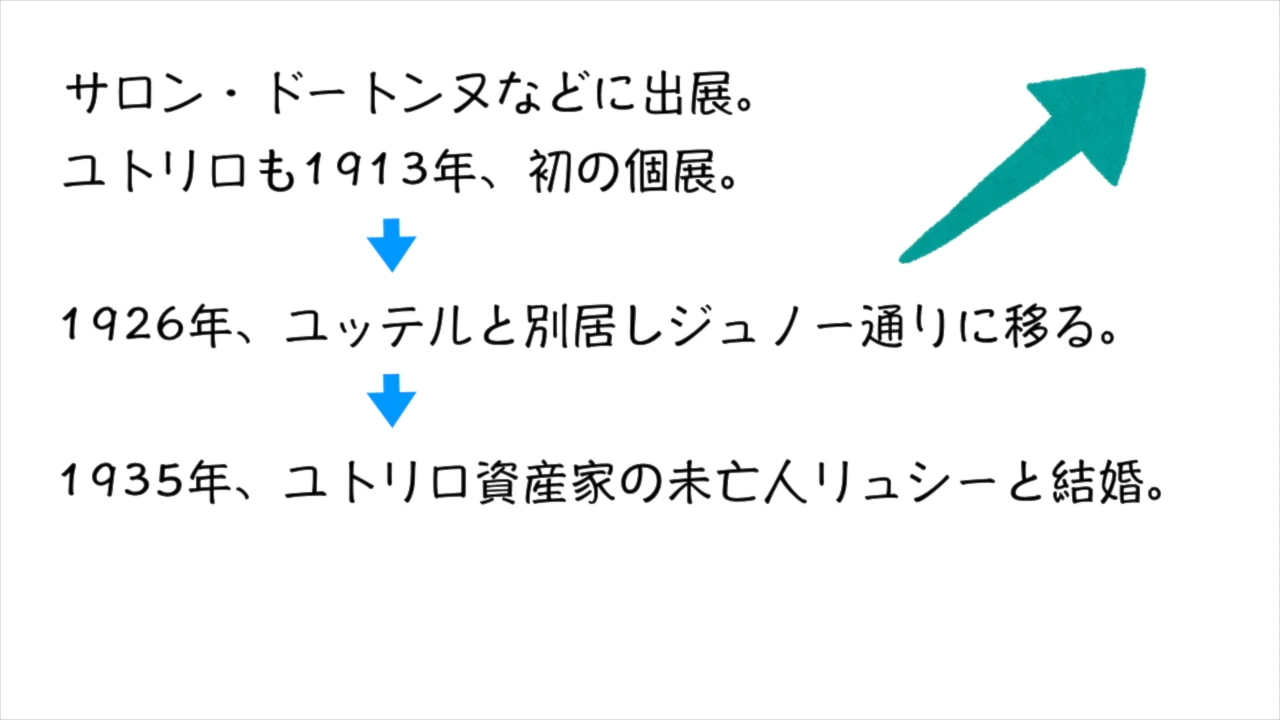 サロン・ドートンヌなどに出展。
ユトリロも1913年、初の個展。
1926年、ユッテルと別居しジュノー通りに移る。
1935年、ユトリロ資産家の未亡人リュシーと結婚。